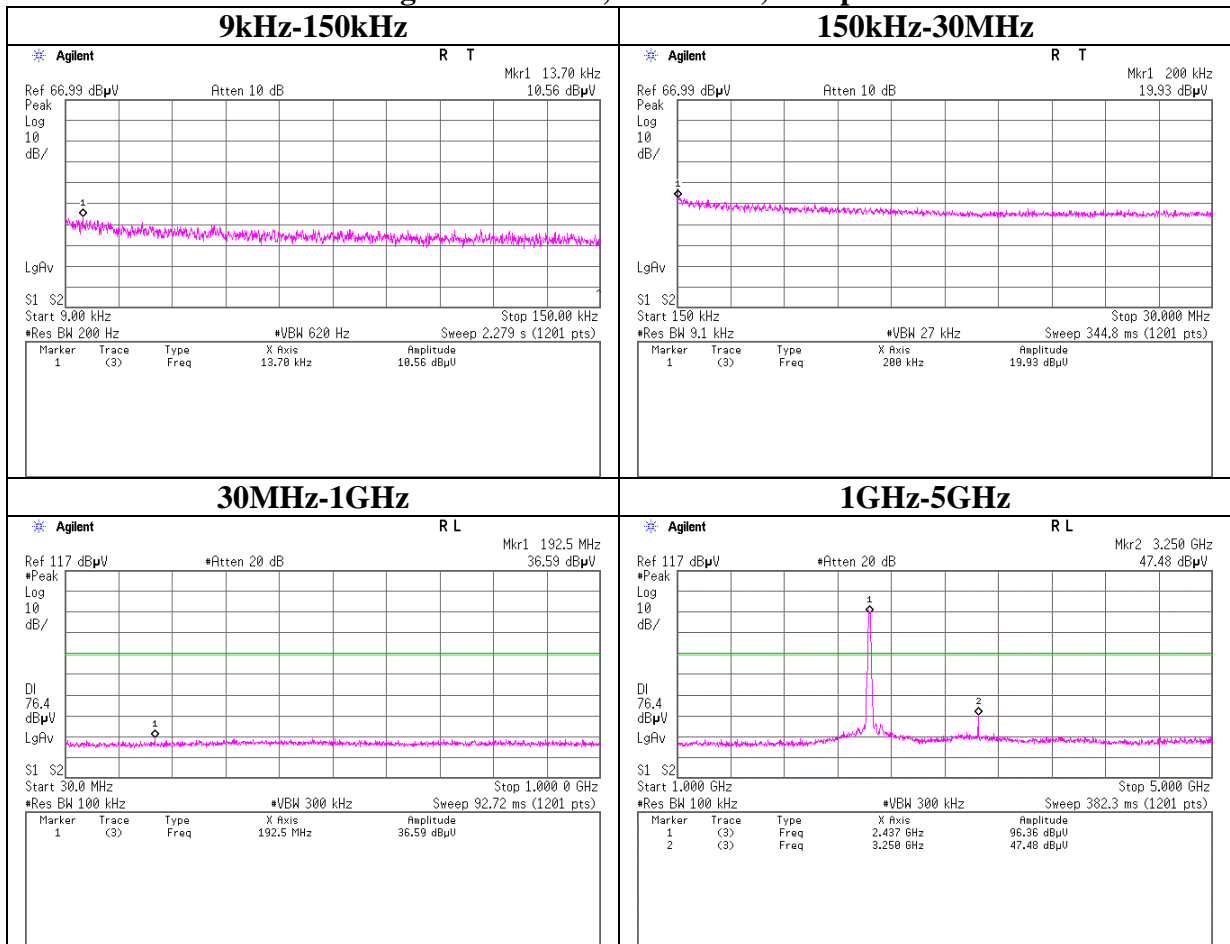 9kHz-150kHz
Agilent
R T
Mkr1 13.70 kHz
Ref 66.99 dBµV
Atten 10 dB
10.56 dBµV
Peak
Log
10
dB/
1
LgAv
S1 S2
Start 9.00 kHz
Stop 150.00 kHz
#Res BW 200 Hz
#VBW 620 Hz
Sweep 2.279 s (1201 pts)
Marker Trace Type X Axis Amplitude
1 (3) Freq 13.70 kHz 10.56 dBµV
150kHz-30MHz
Agilent
R T
Mkr1 200 kHz
Ref 66.99 dBµV
Atten 10 dB
19.93 dBµV
Peak
Log
10
dB/
1
LgAv
S1 S2
Start 150 kHz
Stop 30.000 MHz
#Res BW 9.1 kHz
#VBW 27 kHz
Sweep 344.8 ms (1201 pts)
Marker Trace Type X Axis Amplitude
1 (3) Freq 200 kHz 19.93 dBµV
30MHz-1GHz
Agilent
R L
Mkr1 192.5 MHz
Ref 117 dBµV
#Atten 20 dB
36.59 dBµV
#Peak
Log
10
dB/
DI
76.4
dBµV
1
LgAv
S1 S2
Start 30.0 MHz
Stop 1.000 0 GHz
#Res BW 100 kHz
#VBW 300 kHz
Sweep 92.72 ms (1201 pts)
Marker Trace Type X Axis Amplitude
1 (3) Freq 192.5 MHz 36.59 dBµV
1GHz-5GHz
Agilent
R L
Mkr2 3.250 GHz
Ref 117 dBµV
#Atten 20 dB
47.48 dBµV
#Peak
Log
10
dB/
1
DI
76.4
dBµV
2
LgAv
S1 S2
Start 1.000 GHz
Stop 5.000 GHz
#Res BW 100 kHz
#VBW 300 kHz
Sweep 382.3 ms (1201 pts)
Marker Trace Type X Axis Amplitude
1 (3) Freq 2.437 GHz 96.36 dBµV
2 (3) Freq 3.250 GHz 47.48 dBµV